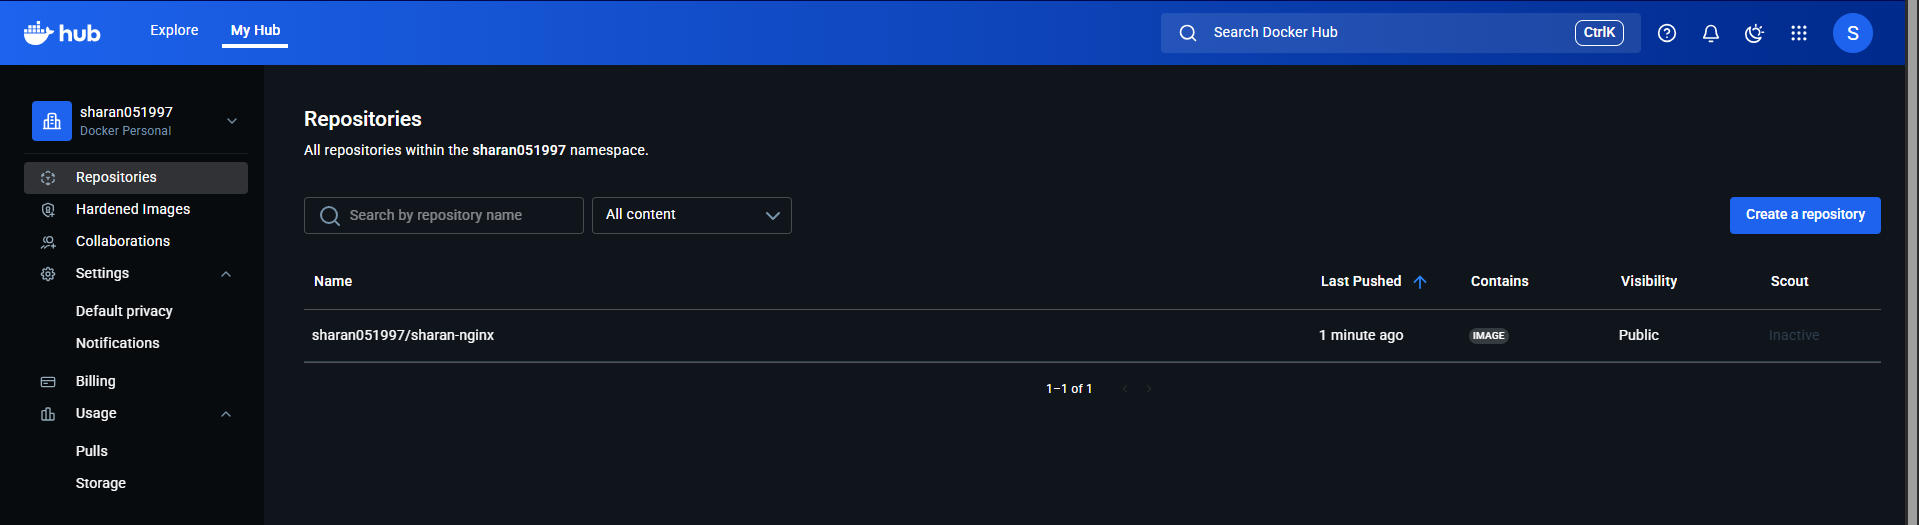 hub Explore My Hub Search Docker Hub CtrlK S
sharan051997
Docker Personal
Repositories
Hardened Images
Collaborations
Settings
Default privacy
Notifications
Billing
Usage
Pulls
Storage
Repositories
All repositories within the sharan051997 namespace.
Search by repository name All content Create a repository
Name Last Pushed Contains Visibility Scout
sharan051997/sharan-nginx 1 minute ago IMAGE Public Inactive
1–1 of 1